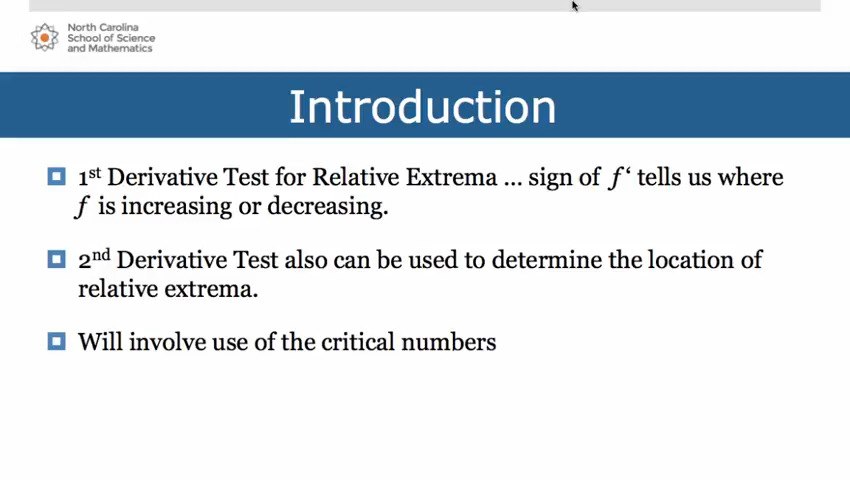 North Carolina
School of Science
and Mathematics
Introduction
1st Derivative Test for Relative Extrema ... sign of f‘ tells us where
f is increasing or decreasing.
2nd Derivative Test also can be used to determine the location of
relative extrema.
Will involve use of the critical numbers